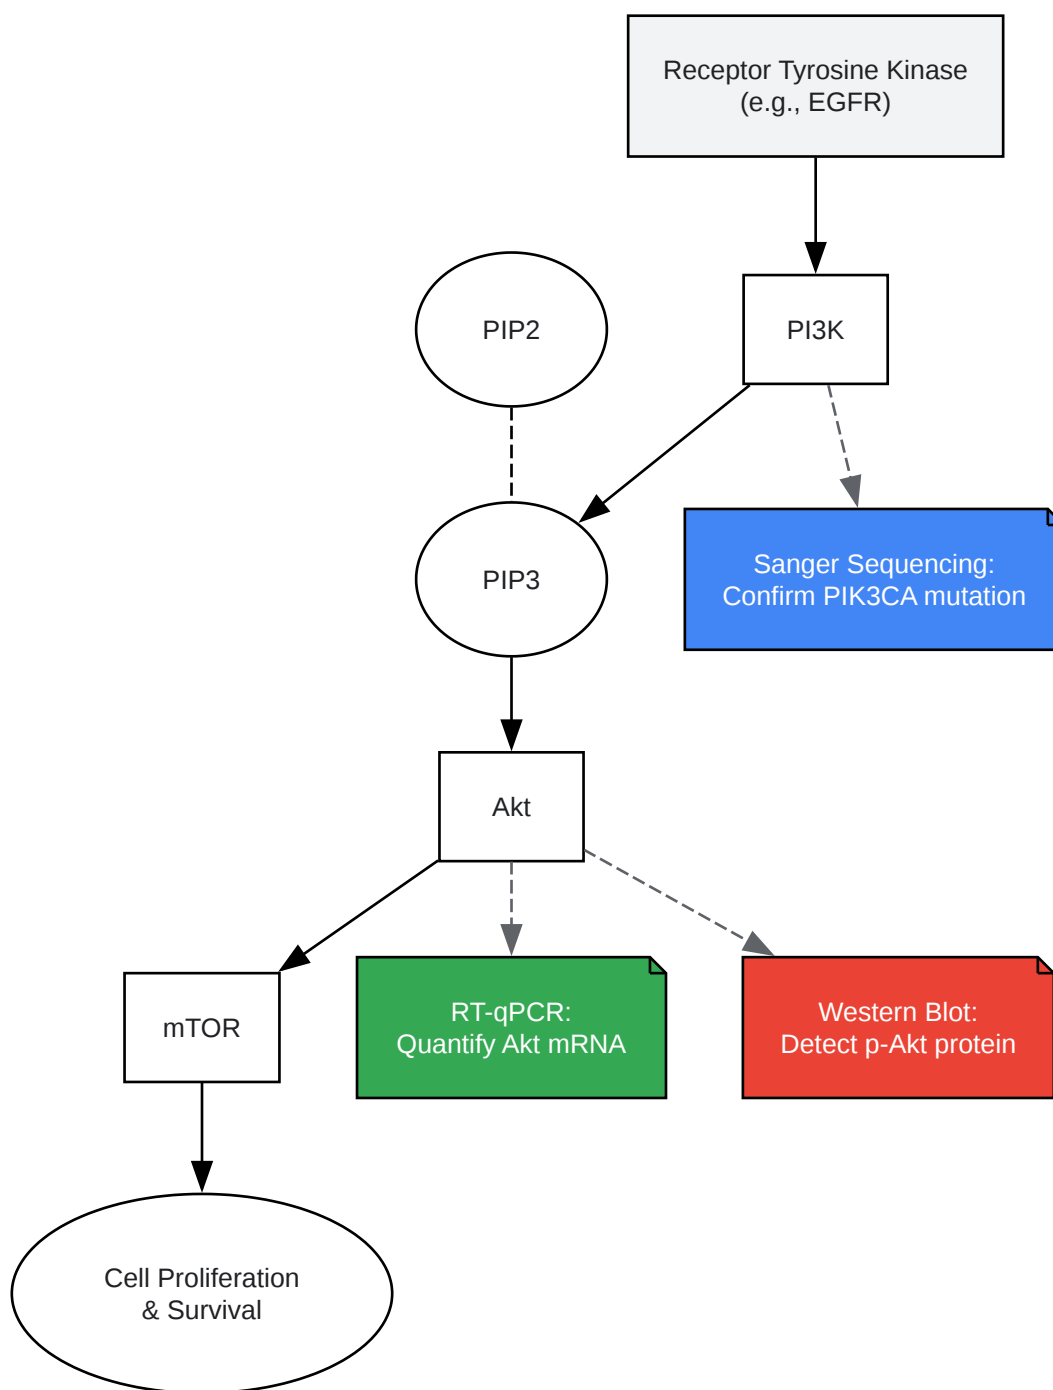 Receptor Tyrosine Kinase
(e.g., EGFR)
PIP2
PI3K
PIP3
Sanger Sequencing:
Confirm PIK3CA mutation
Akt
mTOR
RT-qPCR:
Quantify Akt mRNA
Western Blot:
Detect p-Akt protein
Cell Proliferation
& Survival